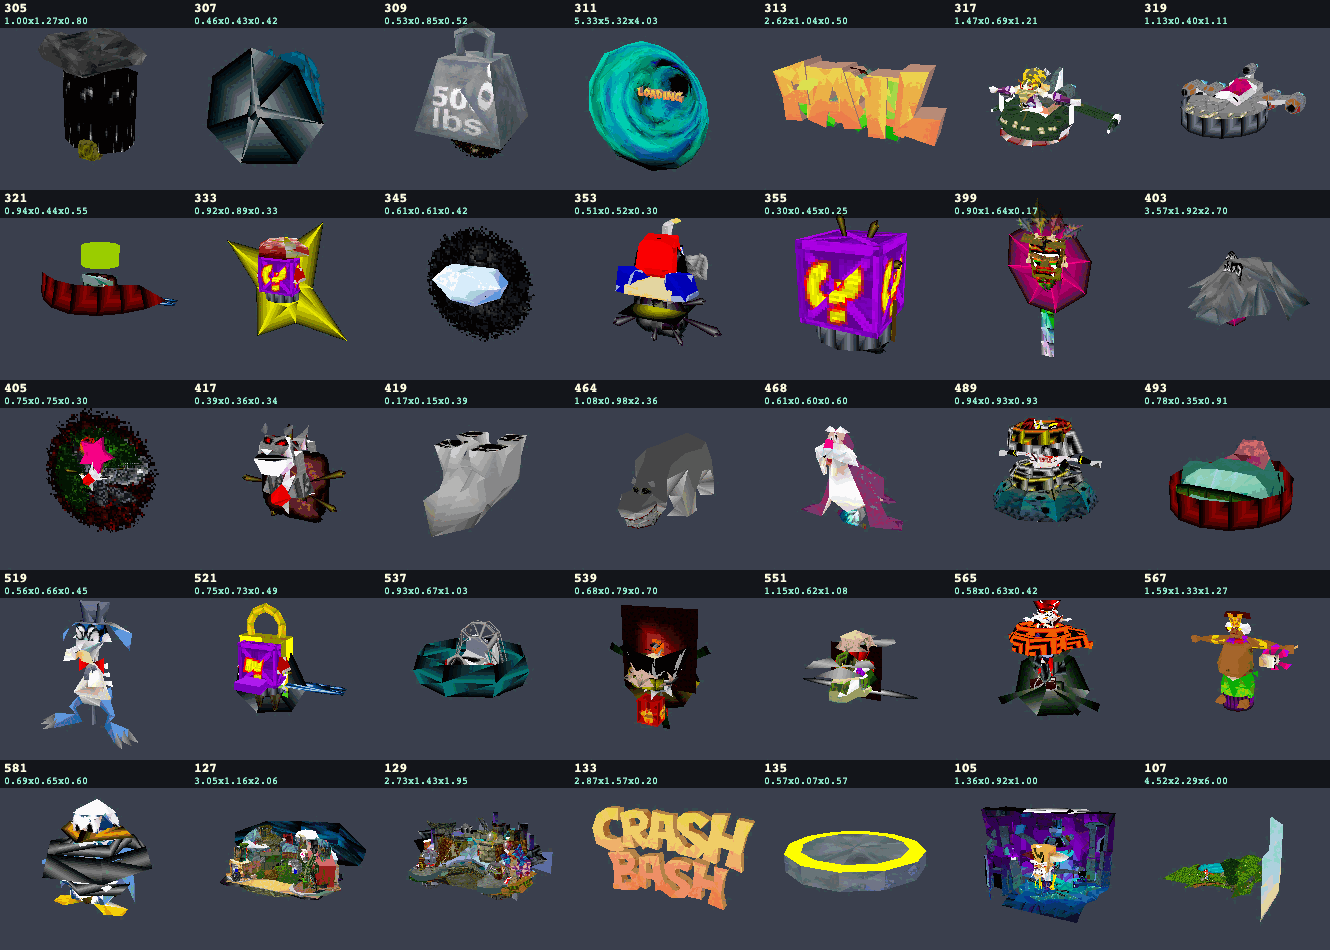 305 307 309 311 313 317 319
1.00x1.27x0.80 0.46x0.43x0.42 0.53x0.85x0.52 5.33x5.32x4.03 2.62x1.04x0.50 1.47x0.69x1.21 1.13x0.40x1.11
50
lbs
LOADING
321 333 345 353 355 399 403
0.94x0.44x0.55 0.92x0.89x0.33 0.61x0.61x0.42 0.51x0.52x0.30 0.30x0.45x0.25 0.90x1.64x0.17 3.57x1.92x2.70
405 417 419 464 468 489 493
0.75x0.75x0.30 0.39x0.36x0.34 0.17x0.15x0.39 1.08x0.98x2.36 0.61x0.60x0.60 0.94x0.93x0.93 0.78x0.35x0.91
519 521 537 539 551 565 567
0.56x0.66x0.45 0.75x0.73x0.49 0.93x0.67x1.03 0.68x0.79x0.70 1.15x0.62x1.08 0.58x0.63x0.42 1.59x1.33x1.27
581 127 129 133 135 105 107
0.69x0.65x0.60 3.05x1.16x2.06 2.73x1.43x1.95 2.87x1.57x0.20 0.57x0.07x0.57 1.36x0.92x1.00 4.52x2.29x6.00
CRASH
BASH